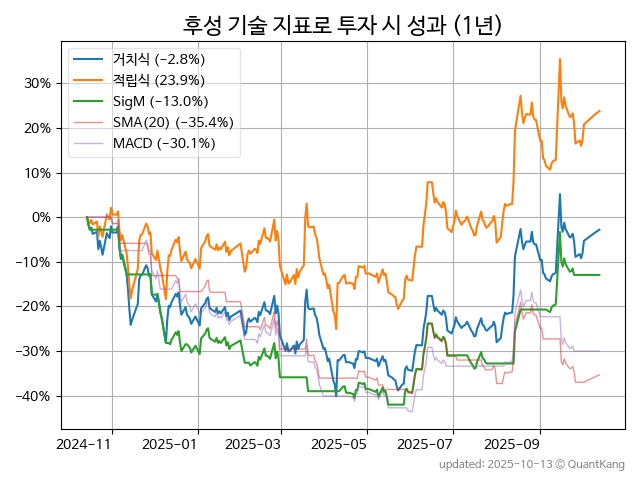 후성 기술 지표로 투자 시 성과 (1년)
거치식 (−2.8%)
적립식 (23.9%)
SigM (−13.0%)
SMA(20) (−35.4%)
MACD (−30.1%)
30%
20%
10%
0%
−10%
−20%
−30%
−40%
2024-11 2025-01 2025-03 2025-05 2025-07 2025-09
updated: 2025-10-13 © QuantKang